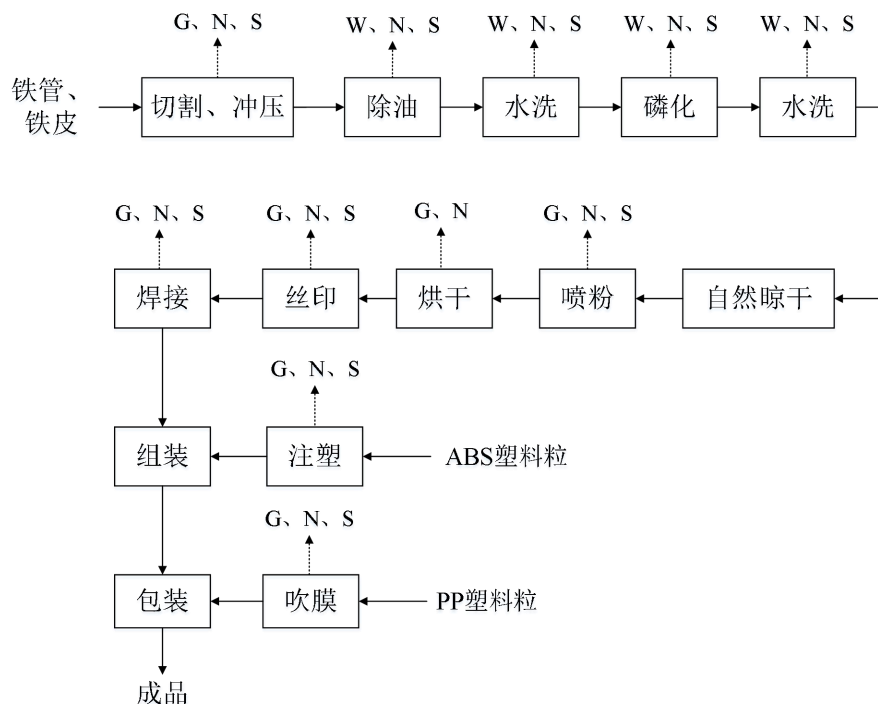 G、N、S
W、N、S
W、N、S
W、N、S
W、N、S
铁管、
铁皮
切割、冲压
除油
水洗
磷化
水洗
G、N、S
G、N、S
G、N
G、N、S
焊接
丝印
烘干
喷粉
自然晾干
G、N、S
组装
注塑
ABS塑料粒
G、N、S
包装
吹膜
PP塑料粒
成品